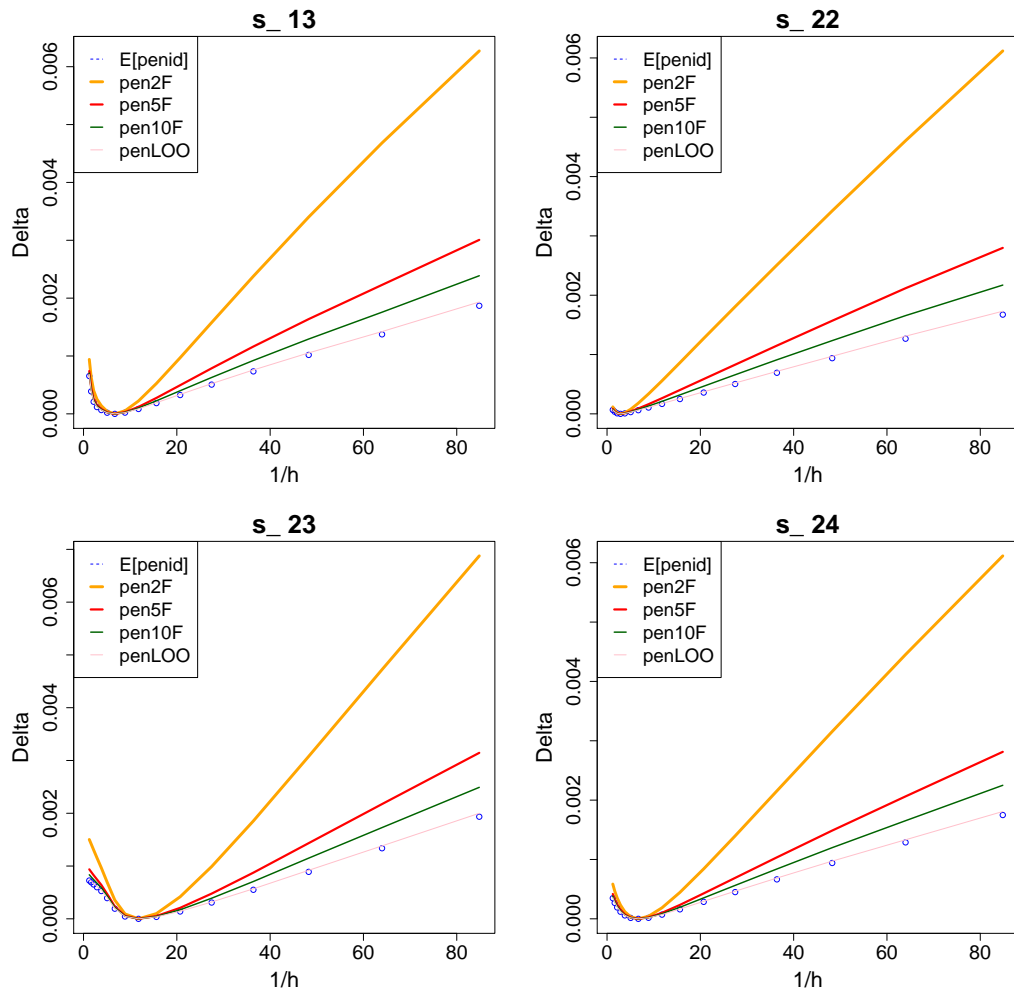 s_ 13
E[penid]
pen2F
pen5F
pen10F
penLOO
Delta
0.000
0.002
0.004
0.006
0
20
40
60
80
1/h
s_ 22
E[penid]
pen2F
pen5F
pen10F
penLOO
Delta
0.000
0.002
0.004
0.006
0
20
40
60
80
1/h
s_ 23
E[penid]
pen2F
pen5F
pen10F
penLOO
Delta
0.000
0.002
0.004
0.006
0
20
40
60
80
1/h
s_ 24
E[penid]
pen2F
pen5F
pen10F
penLOO
Delta
0.000
0.002
0.004
0.006
0
20
40
60
80
1/h